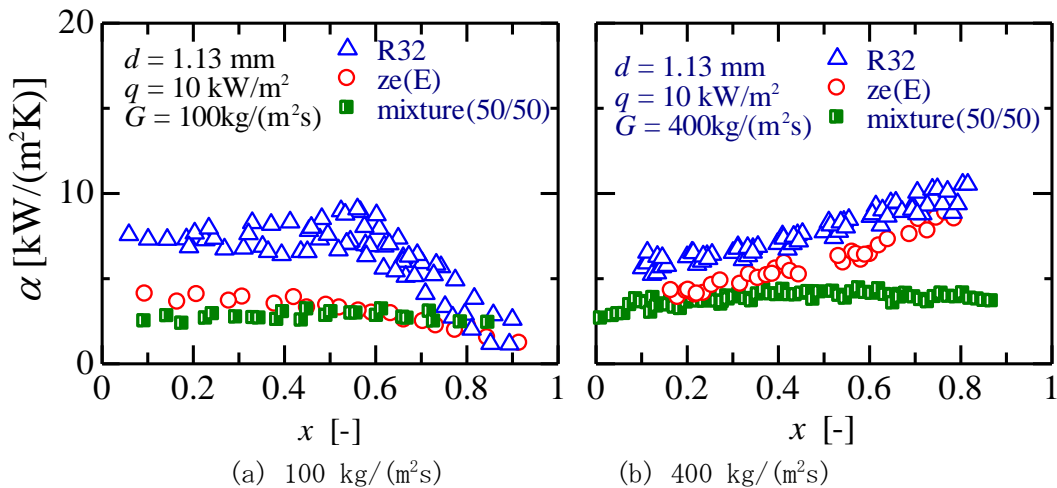 20
10
0
α [kW/(m²K)]
d = 1.13 mm
q = 10 kW/m²
G = 100kg/(m²s)
R32
ze(E)
mixture(50/50)
0 0.2 0.4 0.6 0.8 1
x [-]
(a) 100 kg/(m²s)
d = 1.13 mm
q = 10 kW/m²
G = 400kg/(m²s)
R32
ze(E)
mixture(50/50)
0 0.2 0.4 0.6 0.8 1
x [-]
(b) 400 kg/(m²s)